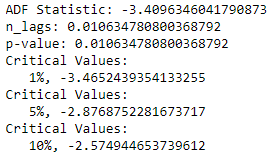 ADF Statistic: -3.4096346041790873
n_lags: 0.010634780800368792
p-value: 0.010634780800368792
Critical Values:
1%, -3.4652439354133255
Critical Values:
5%, -2.8768752281673717
Critical Values:
10%, -2.574944653739612